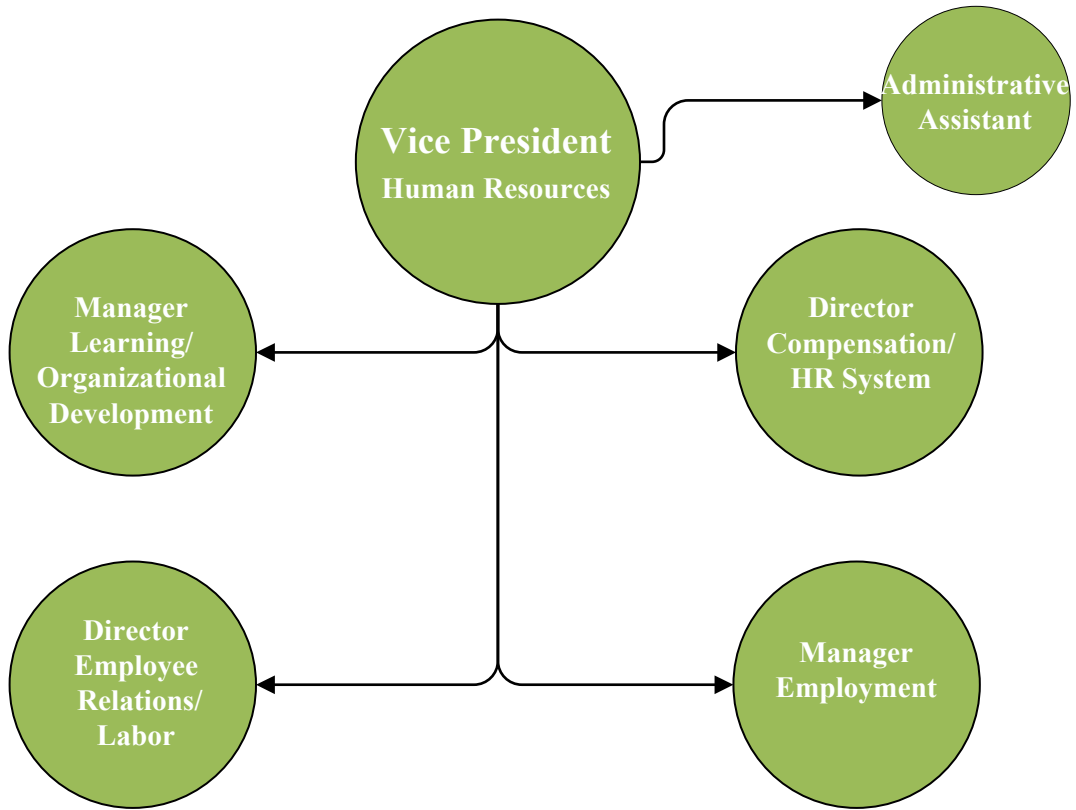 Vice President
Human Resources
Administrative
Assistant
Manager
Learning/
Organizational
Development
Director
Compensation/
HR System
Director
Employee
Relations/
Labor
Manager
Employment